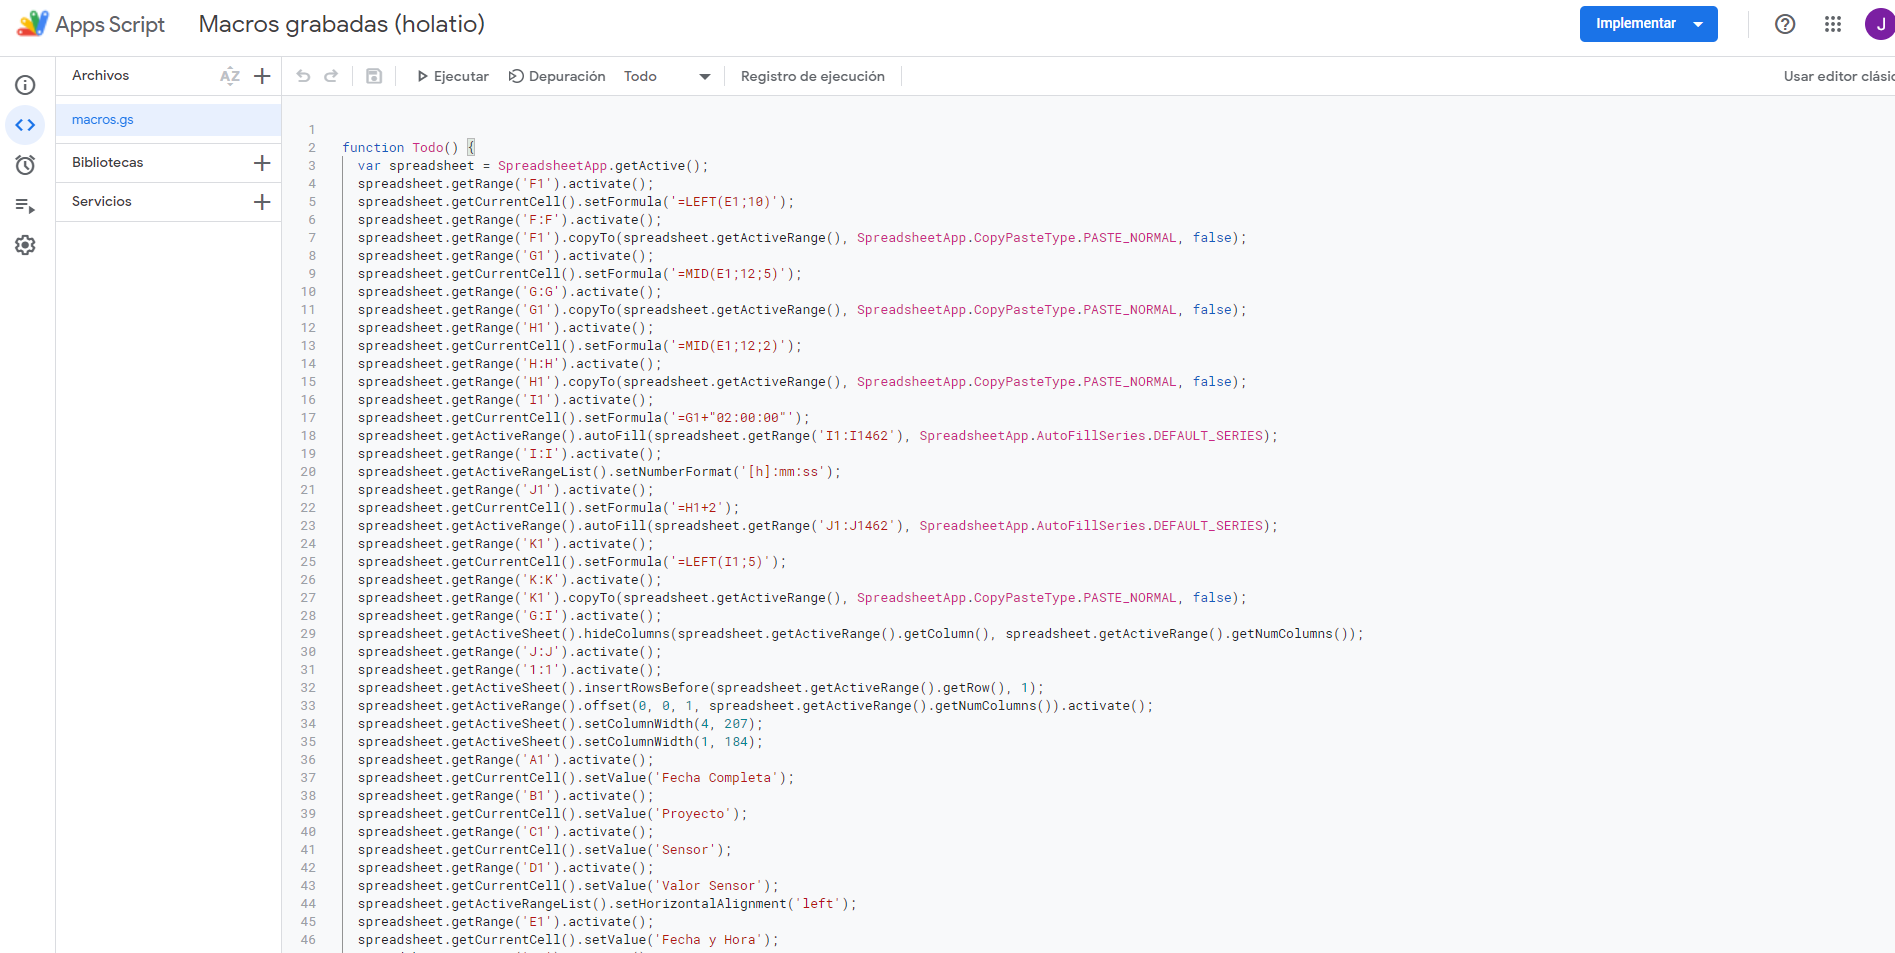 Apps Script
Macros grabadas (holatio)
Implementar
J
Archivos
AZ
Ejecutar
Depuración
Todo
Registro de ejecución
Usar editor clásic
macros.gs
Bibliotecas
Servicios
1
2 function Todo() {
3 var spreadsheet = SpreadsheetApp.getActive();
4 spreadsheet.getRange('F1').activate();
5 spreadsheet.getCurrentCell().setFormula('=LEFT(E1;10)');
6 spreadsheet.getRange('F:F').activate();
7 spreadsheet.getRange('F1').copyTo(spreadsheet.getActiveRange(), SpreadsheetApp.CopyPasteType.PASTE_NORMAL, false);
8 spreadsheet.getRange('G1').activate();
9 spreadsheet.getCurrentCell().setFormula('=MID(E1;12;5)');
10 spreadsheet.getRange('G:G').activate();
11 spreadsheet.getRange('G1').copyTo(spreadsheet.getActiveRange(), SpreadsheetApp.CopyPasteType.PASTE_NORMAL, false);
12 spreadsheet.getRange('H1').activate();
13 spreadsheet.getCurrentCell().setFormula('=MID(E1;12;2)');
14 spreadsheet.getRange('H:H').activate();
15 spreadsheet.getRange('H1').copyTo(spreadsheet.getActiveRange(), SpreadsheetApp.CopyPasteType.PASTE_NORMAL, false);
16 spreadsheet.getRange('I1').activate();
17 spreadsheet.getCurrentCell().setFormula('=G1+"02:00:00"');
18 spreadsheet.getActiveRange().autoFill(spreadsheet.getRange('I1:I1462'), SpreadsheetApp.AutoFillSeries.DEFAULT_SERIES);
19 spreadsheet.getRange('I:I').activate();
20 spreadsheet.getActiveRangeList().setNumberFormat('[h]:mm:ss');
21 spreadsheet.getRange('J1').activate();
22 spreadsheet.getCurrentCell().setFormula('=H1+2');
23 spreadsheet.getActiveRange().autoFill(spreadsheet.getRange('J1:J1462'), SpreadsheetApp.AutoFillSeries.DEFAULT_SERIES);
24 spreadsheet.getRange('K1').activate();
25 spreadsheet.getCurrentCell().setFormula('=LEFT(I1;5)');
26 spreadsheet.getRange('K:K').activate();
27 spreadsheet.getRange('K1').copyTo(spreadsheet.getActiveRange(), SpreadsheetApp.CopyPasteType.PASTE_NORMAL, false);
28 spreadsheet.getRange('G:I').activate();
29 spreadsheet.getActiveSheet().hideColumns(spreadsheet.getActiveRange().getColumn(), spreadsheet.getActiveRange().getNumColumns());
30 spreadsheet.getRange('J:J').activate();
31 spreadsheet.getRange('1:1').activate();
32 spreadsheet.getActiveSheet().insertRowsBefore(spreadsheet.getActiveRange().getRow(), 1);
33 spreadsheet.getActiveRange().offset(0, 0, 1, spreadsheet.getActiveRange().getNumColumns()).activate();
34 spreadsheet.getActiveSheet().setColumnWidth(4, 207);
35 spreadsheet.getActiveSheet().setColumnWidth(1, 184);
36 spreadsheet.getRange('A1').activate();
37 spreadsheet.getCurrentCell().setValue('Fecha Completa');
38 spreadsheet.getRange('B1').activate();
39 spreadsheet.getCurrentCell().setValue('Proyecto');
40 spreadsheet.getRange('C1').activate();
41 spreadsheet.getCurrentCell().setValue('Sensor');
42 spreadsheet.getRange('D1').activate();
43 spreadsheet.getCurrentCell().setValue('Valor Sensor');
44 spreadsheet.getActiveRangeList().setHorizontalAlignment('left');
45 spreadsheet.getRange('E1').activate();
46 spreadsheet.getCurrentCell().setValue('Fecha y Hora');